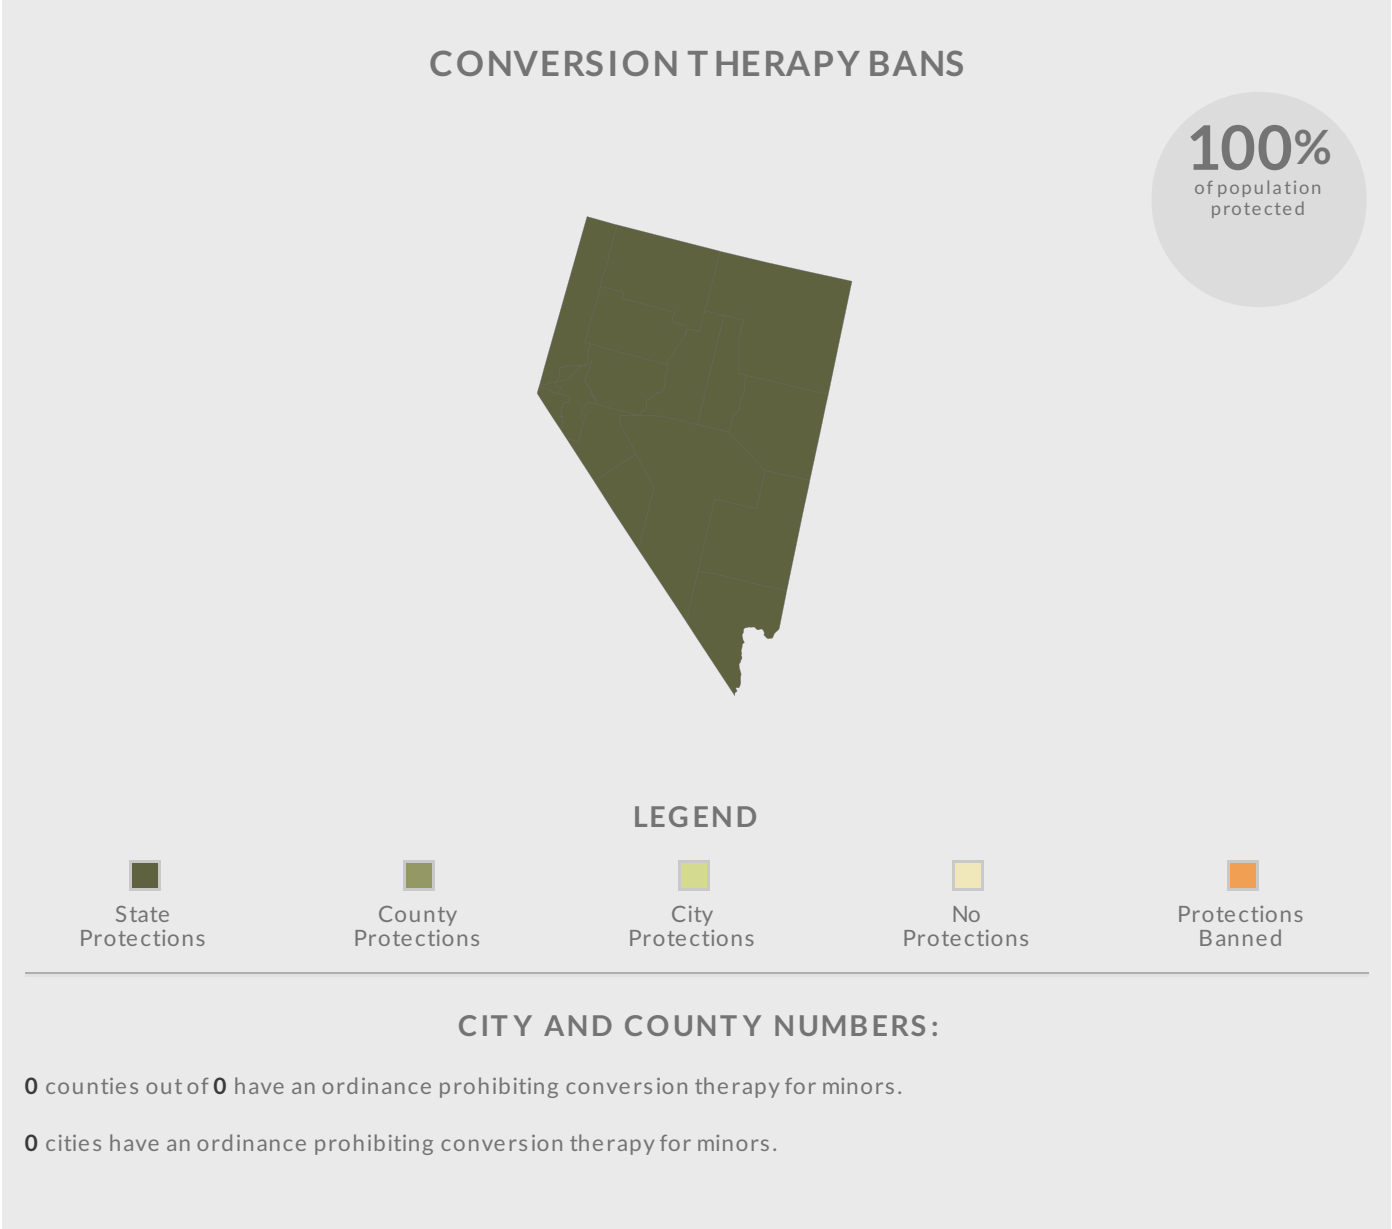 CONVERSION THERAPY BANS
100%
of population
protected
LEGEND
State
Protections
County
Protections
City
Protections
No
Protections
Protections
Banned
CITY AND COUNTY NUMBERS:
0 counties out of 0 have an ordinance prohibiting conversion therapy for minors.
0 cities have an ordinance prohibiting conversion therapy for minors.